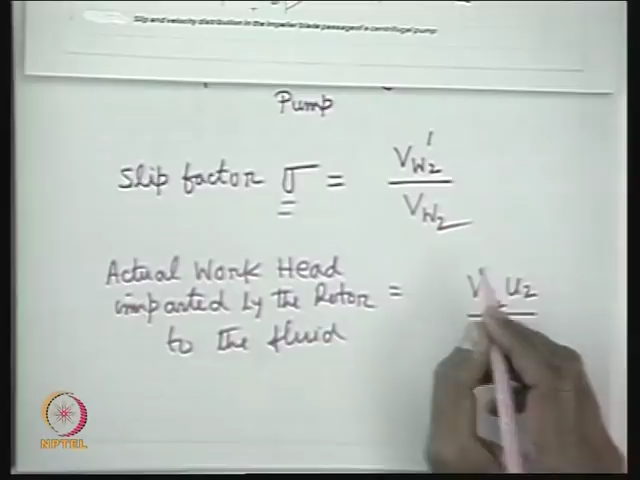 Slip and velocity distribution in the impeller blade passage of a centrifugal pump
Pump
Slip factor σ = V'W2 / VW2
Actual Work Head
imparted by the Rotor =
to the fluid
U2
NPTEL